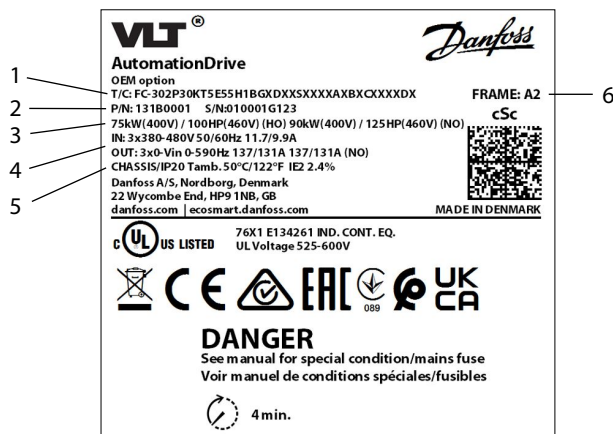 VLT ®
Danfoss
AutomationDrive
OEM option
1
T/C: FC-302P30KT5E55H1BGXDXXSXXXXAXBXCXXXXDX
FRAME: A2
6
2
P/N: 131B0001 S/N:010001G123
cSc
3
75kW(400V) / 100HP(460V) (HO) 90kW(400V) / 125HP(460V) (NO)
4
IN: 3x380-480V 50/60Hz 11.7/9.9A
OUT: 3x0-Vin 0-590Hz 137/131A 137/131A (NO)
5
CHASSIS/IP20 Tamb. 50°C/122°F IE2 2.4%
Danfoss A/S, Nordborg, Denmark
22 Wycombe End, HP9 1NB, GB
danfoss.com | ecosmart.danfoss.com
MADE IN DENMARK
c UL US LISTED
76X1 E134261 IND. CONT. EQ.
UL Voltage 525-600V
CE
EAC
089
UK
CA
DANGER
See manual for special condition/mains fuse
Voir manuel de conditions spéciales/fusibles
4 min.